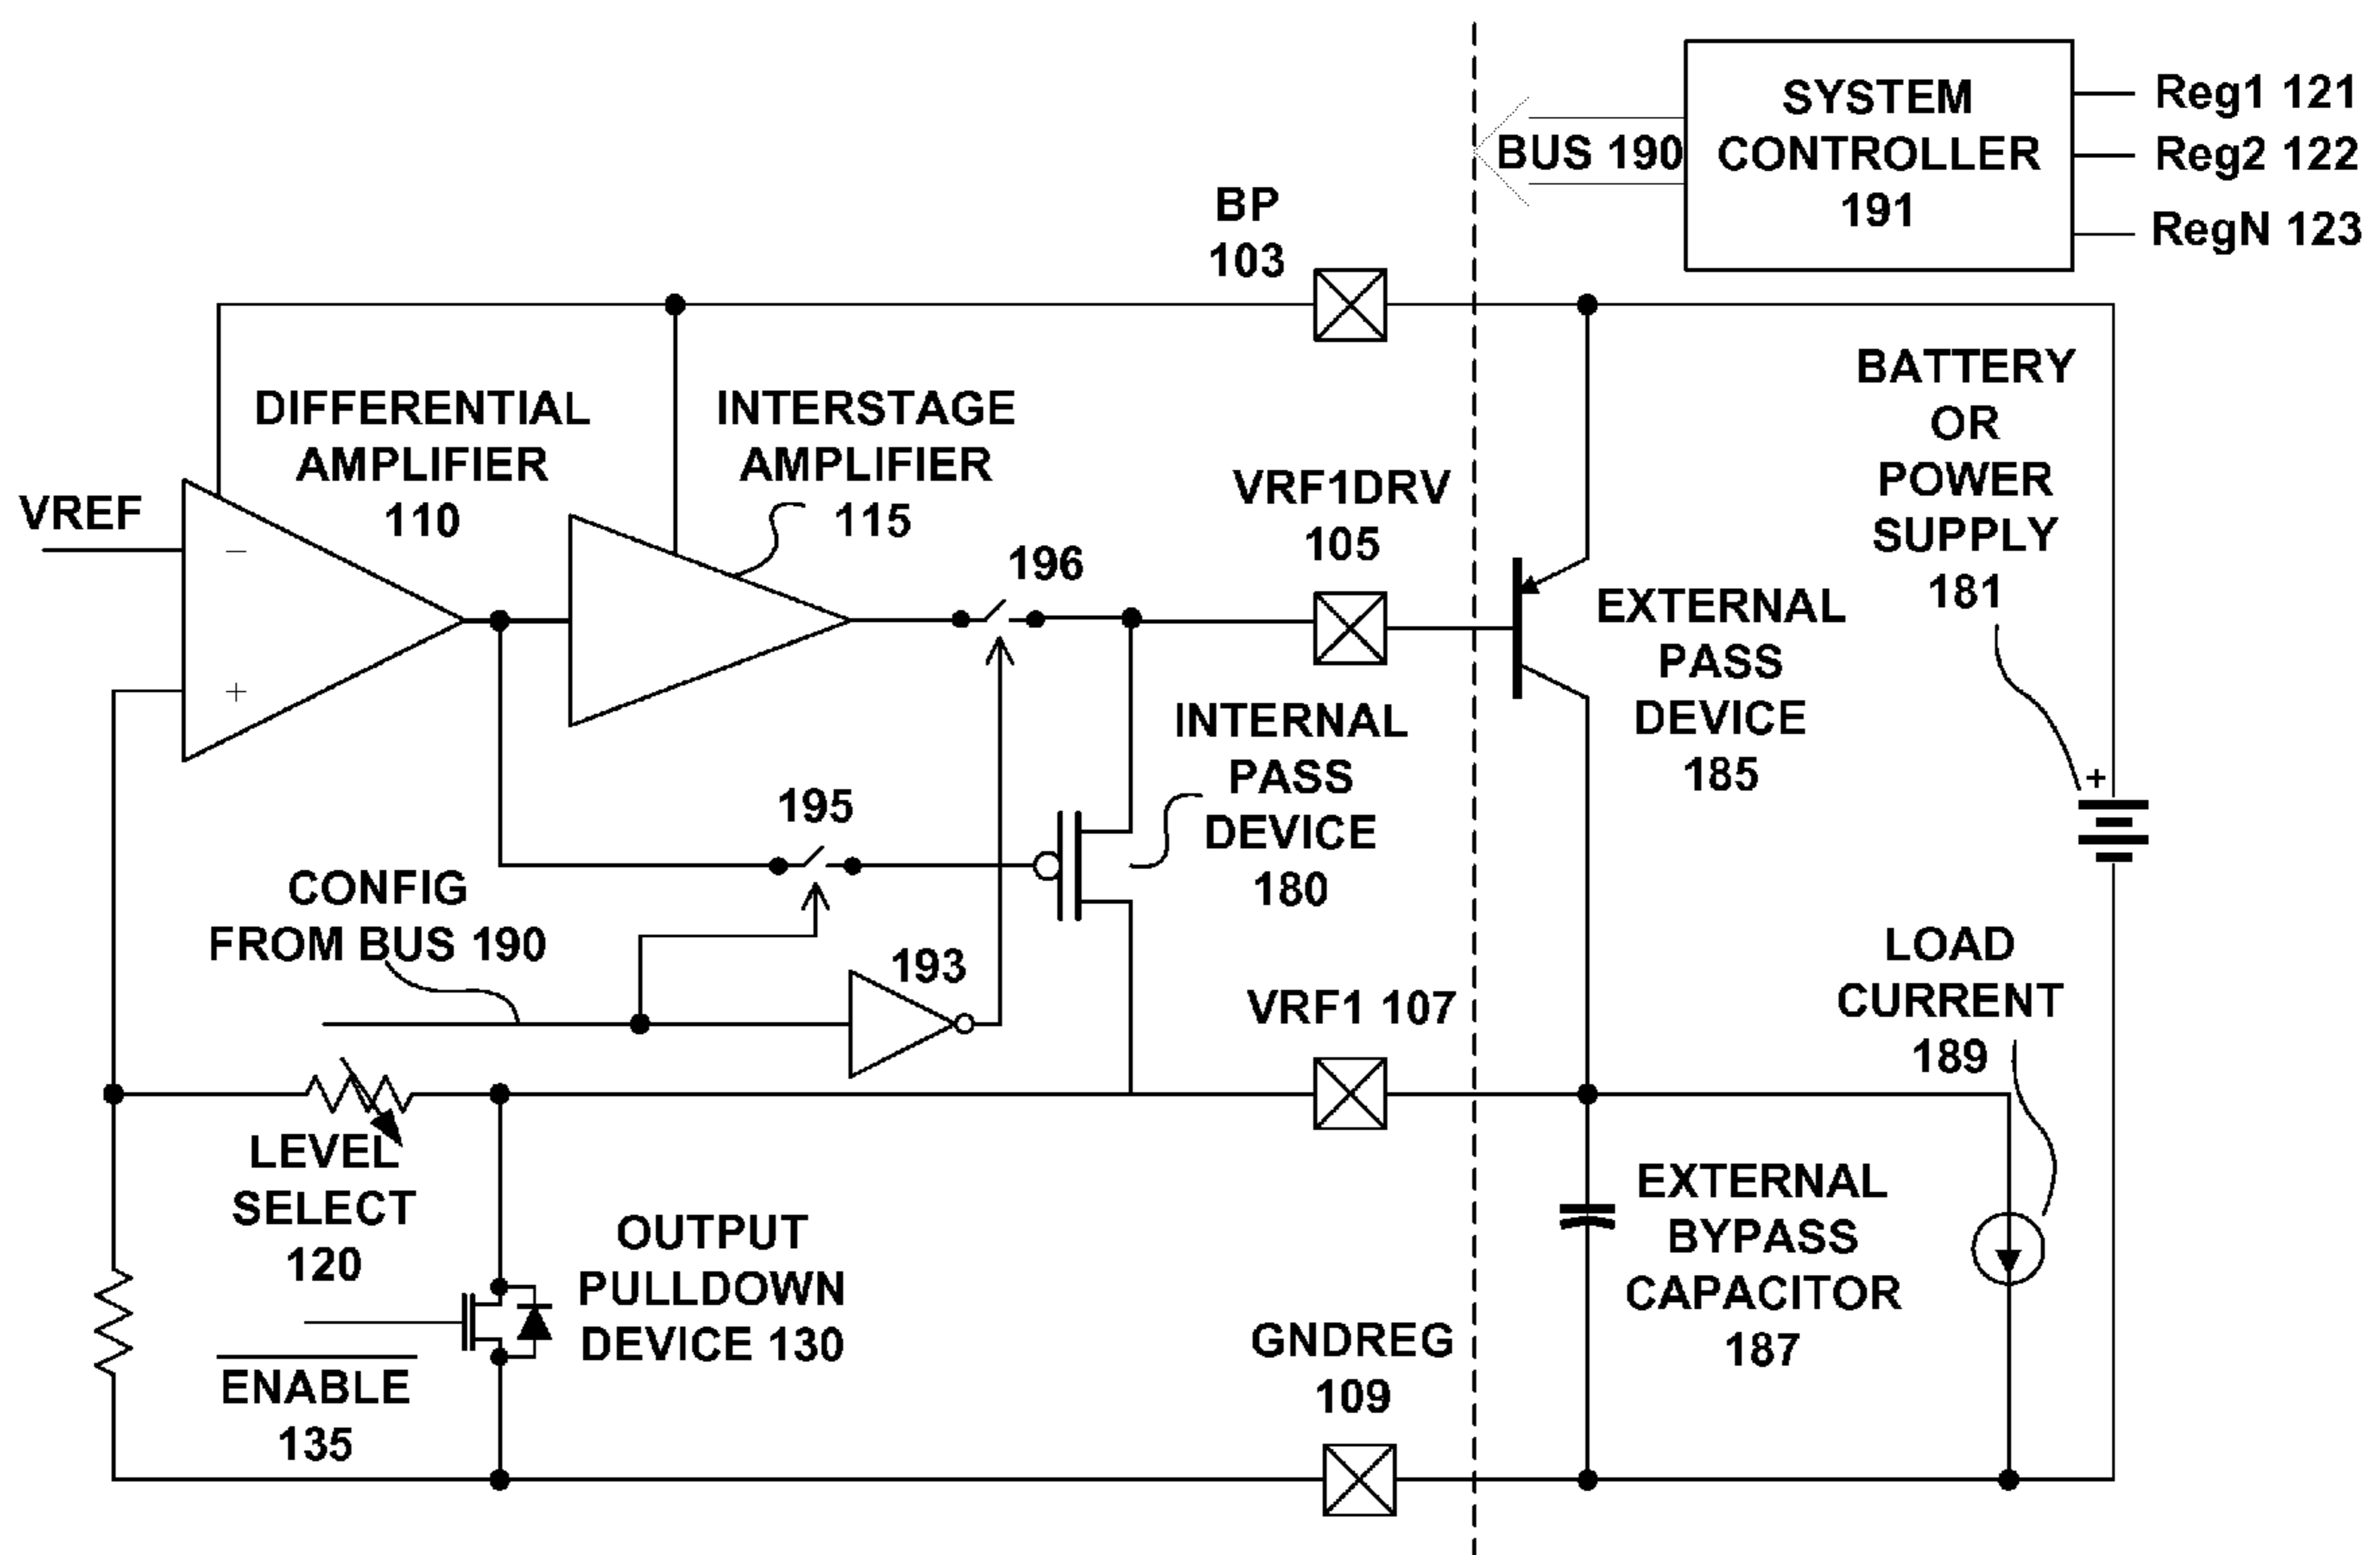 SYSTEM
CONTROLLER
191
Reg1 121
Reg2 122
RegN 123
BUS 190
BP
103
BATTERY
OR
POWER
SUPPLY
181
DIFFERENTIAL
AMPLIFIER
110
INTERSTAGE
AMPLIFIER
115
VREF
−
+
VRF1DRV
105
196
EXTERNAL
PASS
DEVICE
185
INTERNAL
PASS
DEVICE
180
+
195
CONFIG
FROM BUS 190
193
VRF1 107
LOAD
CURRENT
189
LEVEL
SELECT
120
OUTPUT
PULLDOWN
DEVICE 130
EXTERNAL
BYPASS
CAPACITOR
187
ENABLE
135
GNDREG
109